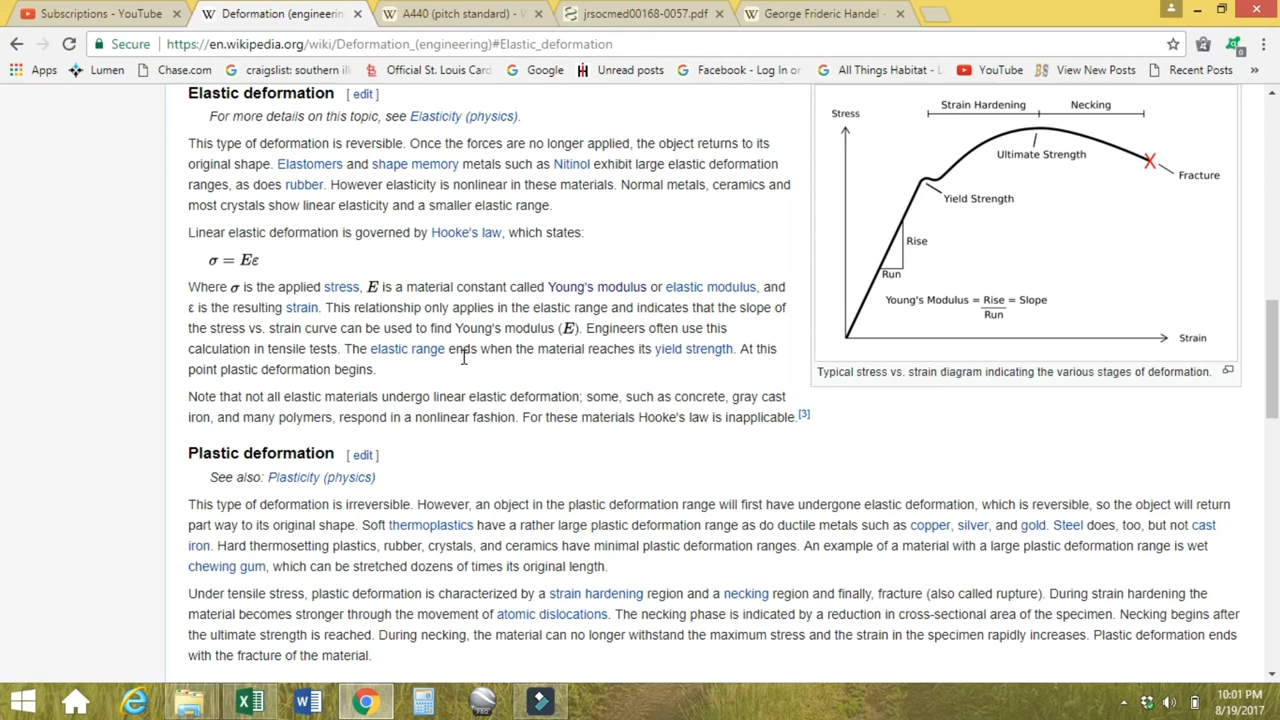 Subscriptions - YouTube
Deformation (engineerin
A440 (pitch standard) - W
jrsocmed00168-0057.pdf
George Frideric Handel -
Secure
https://en.wikipedia.org/wiki/Deformation_(engineering)#Elastic_deformation
Apps
Lumen
Chase.com
craigslist: southern ill
Official St. Louis Card
Google
Unread posts
Facebook - Log In or
All Things Habitat - L
YouTube
View New Posts
Recent Posts
»
Elastic deformation [ edit ]
For more details on this topic, see Elasticity (physics).
This type of deformation is reversible. Once the forces are no longer applied, the object returns to its
original shape. Elastomers and shape memory metals such as Nitinol exhibit large elastic deformation
ranges, as does rubber. However elasticity is nonlinear in these materials. Normal metals, ceramics and
most crystals show linear elasticity and a smaller elastic range.
Linear elastic deformation is governed by Hooke's law, which states:
σ = Eε
Where σ is the applied stress, E is a material constant called Young's modulus or elastic modulus, and
ε is the resulting strain. This relationship only applies in the elastic range and indicates that the slope of
the stress vs. strain curve can be used to find Young's modulus (E). Engineers often use this
calculation in tensile tests. The elastic range ends when the material reaches its yield strength. At this
point plastic deformation begins.
Note that not all elastic materials undergo linear elastic deformation; some, such as concrete, gray cast
iron, and many polymers, respond in a nonlinear fashion. For these materials Hooke's law is inapplicable.[3]
Stress
Strain Hardening
Necking
Ultimate Strength
Fracture
Yield Strength
Rise
Run
Young's Modulus = Rise = Slope
Run
Strain
Typical stress vs. strain diagram indicating the various stages of deformation.
Plastic deformation [ edit ]
See also: Plasticity (physics)
This type of deformation is irreversible. However, an object in the plastic deformation range will first have undergone elastic deformation, which is reversible, so the object will return
part way to its original shape. Soft thermoplastics have a rather large plastic deformation range as do ductile metals such as copper, silver, and gold. Steel does, too, but not cast
iron. Hard thermosetting plastics, rubber, crystals, and ceramics have minimal plastic deformation ranges. An example of a material with a large plastic deformation range is wet
chewing gum, which can be stretched dozens of times its original length.
Under tensile stress, plastic deformation is characterized by a strain hardening region and a necking region and finally, fracture (also called rupture). During strain hardening the
material becomes stronger through the movement of atomic dislocations. The necking phase is indicated by a reduction in cross-sectional area of the specimen. Necking begins after
the ultimate strength is reached. During necking, the material can no longer withstand the maximum stress and the strain in the specimen rapidly increases. Plastic deformation ends
with the fracture of the material.
10:01 PM
8/19/2017